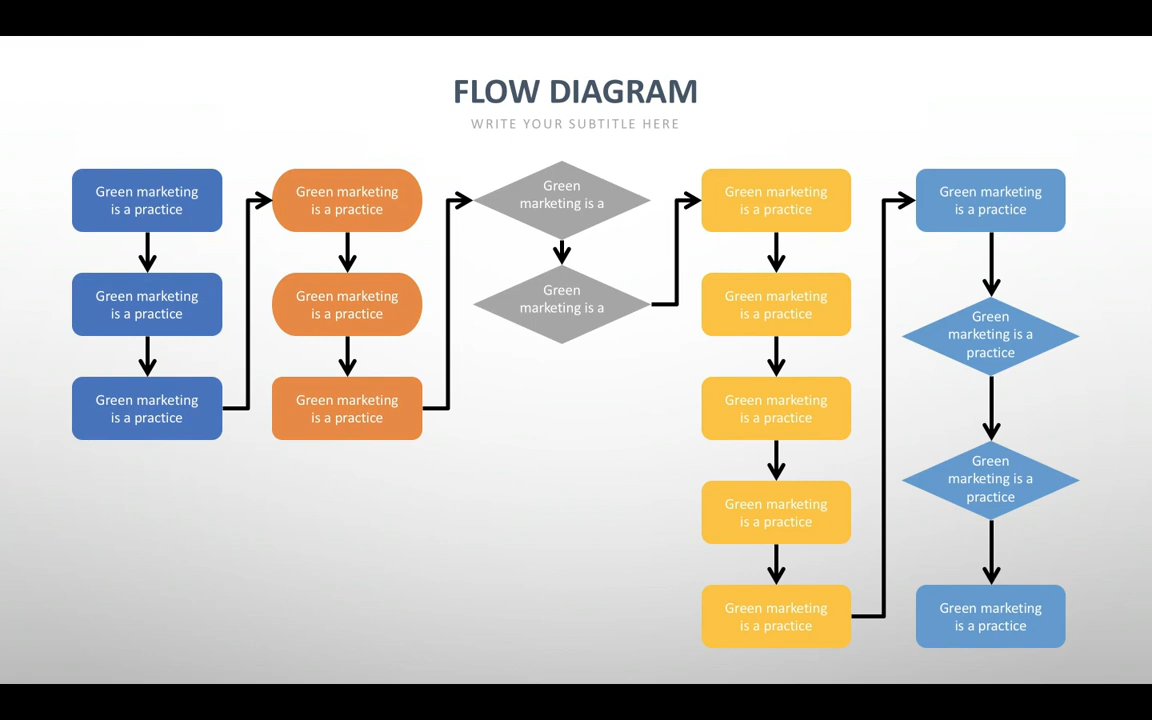 FLOW DIAGRAM
WRITE YOUR SUBTITLE HERE
Green marketing
is a practice
Green marketing
is a practice
Green marketing
is a practice
Green marketing
is a practice
Green marketing
is a practice
Green marketing
is a practice
Green
marketing is a
Green
marketing is a
Green marketing
is a practice
Green marketing
is a practice
Green marketing
is a practice
Green marketing
is a practice
Green marketing
is a practice
Green marketing
is a practice
Green
marketing is a
practice
Green
marketing is a
practice
Green marketing
is a practice